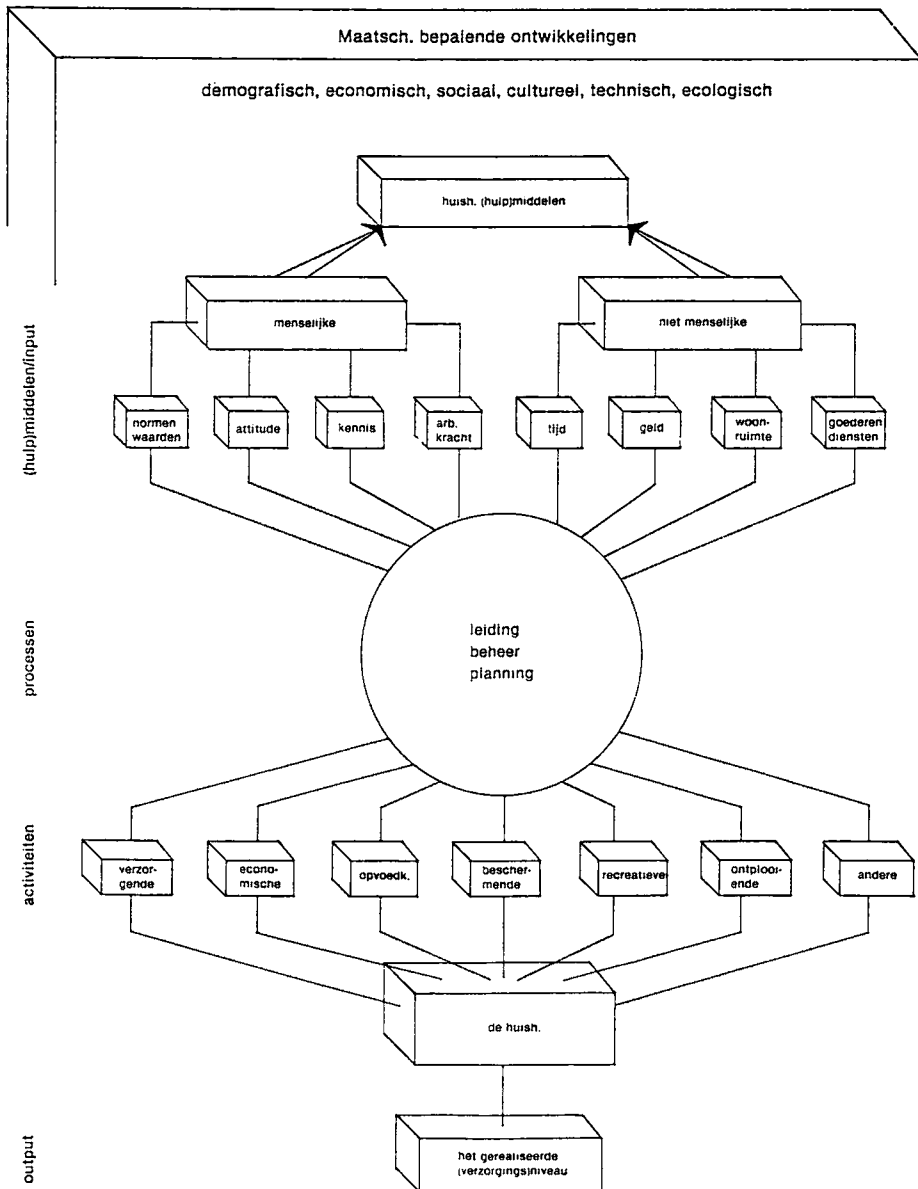 Maatsch. bepalende ontwikkelingen
demografisch, economisch, sociaal, cultureel, technisch, ecologisch
huish. (hulp)middelen
menselijke
niet menselijke
(hulp)middelen/input
normen
waarden
attitude
kennis
arb.
kracht
tijd
geld
woon-
ruimte
goederen
diensten
processen
leiding
beheer
planning
activiteiten
verzor-
gende
econo-
mische
opvoedk.
bescher-
mende
recreatieve
ontplooi-
ende
andere
de huish.
output
het gerealiseerde
(verzorgings)niveau